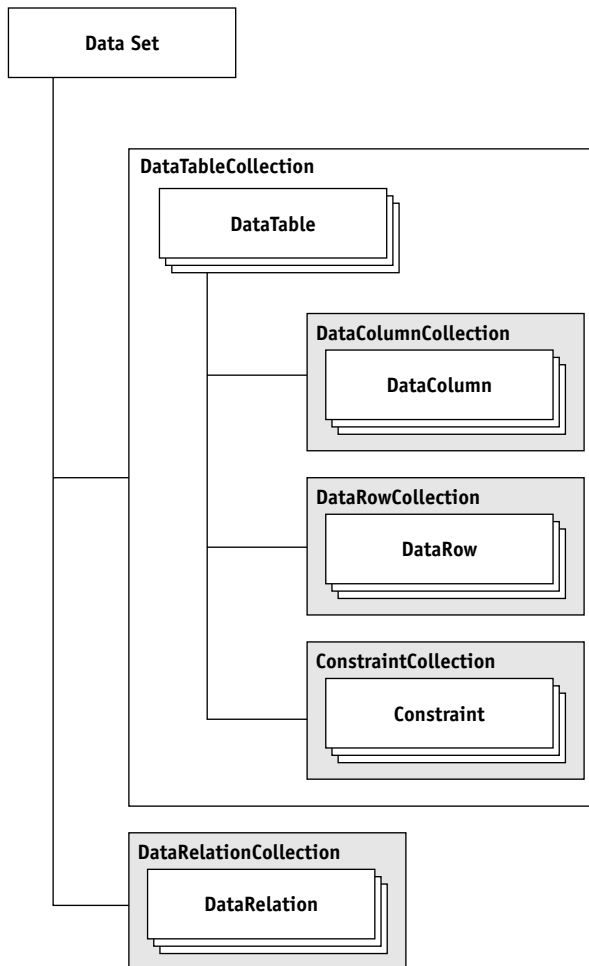 Data Set
DataTableCollection
DataTable
DataColumnCollection
DataColumn
DataRowCollection
DataRow
ConstraintCollection
Constraint
DataRelationCollection
DataRelation